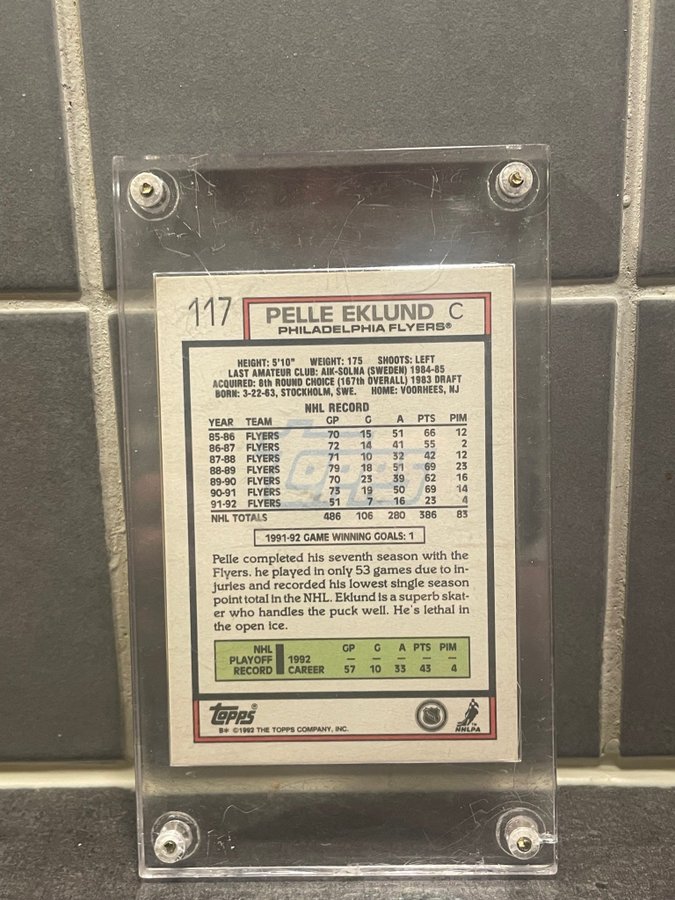 117 PELLE EKLUND C
PHILADELPHIA FLYERS®
HEIGHT: 5'10" WEIGHT: 175 SHOOTS: LEFT
LAST AMATEUR CLUB: AIK-SOLNA (SWEDEN) 1984-85
ACQUIRED: 8th ROUND CHOICE (167th OVERALL) 1983 DRAFT
BORN: 3-22-63, STOCKHOLM, SWE. HOME: VOORHEES, NJ
NHL RECORD
YEAR TEAM GP G A PTS PIM
85-86 FLYERS 70 15 51 66 12
86-87 FLYERS 72 14 41 55 2
87-88 FLYERS 71 10 32 42 12
88-89 FLYERS 79 18 51 69 23
89-90 FLYERS 70 23 39 62 16
90-91 FLYERS 73 19 50 69 14
91-92 FLYERS 51 7 16 23 4
NHL TOTALS 486 106 280 386 83
Topps
1991-92 GAME WINNING GOALS: 1
Pelle completed his seventh season with the
Flyers. he played in only 53 games due to in-
juries and recorded his lowest single season
point total in the NHL. Eklund is a superb skat-
er who handles the puck well. He's lethal in
the open ice.
NHL GP G A PTS PIM
PLAYOFF 1992 — — — — —
RECORD CAREER 57 10 33 43 4
Topps®
B* ©1992 THE TOPPS COMPANY, INC.
NHL
NHLPA™